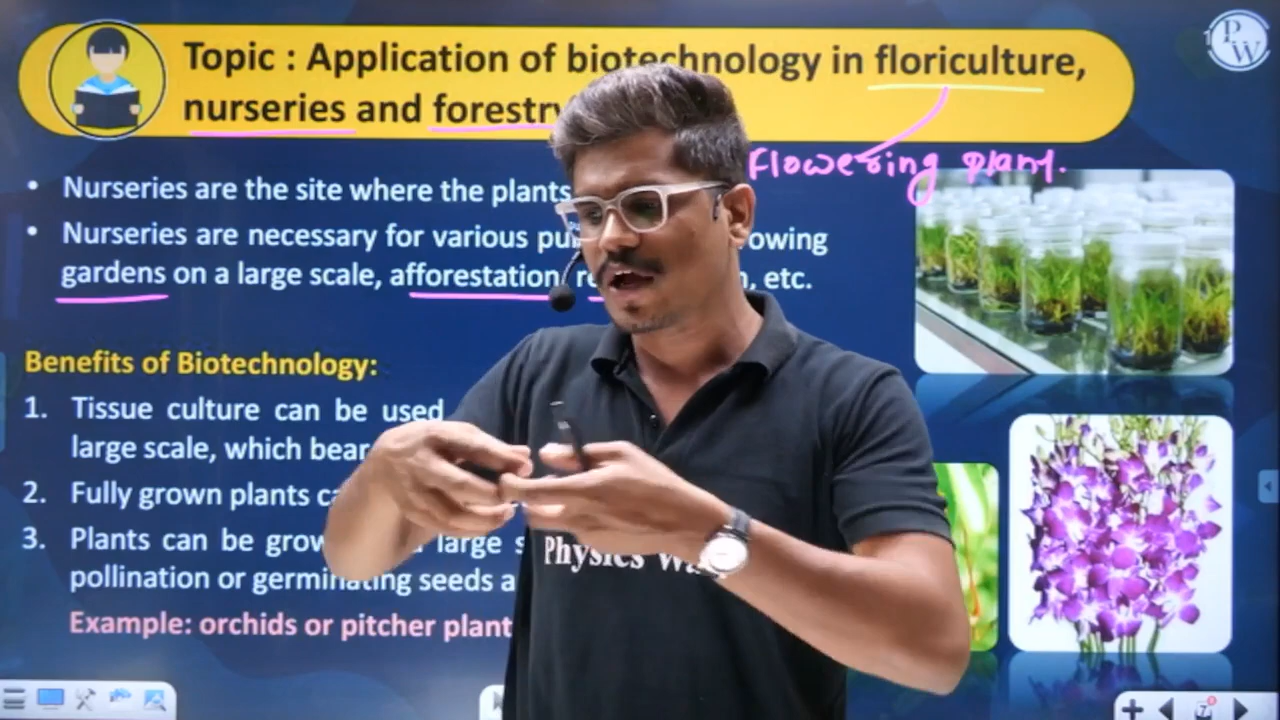 Topic : Application of biotechnology in floriculture,
nurseries and forestry
Flowering plant.
PW
• Nurseries are the site where the plants
• Nurseries are necessary for various owing
gardens on a large scale, afforestation etc.
Benefits of Biotechnology:
1. Tissue culture can be used
large scale, which bear
2. Fully grown plants
3. Plants can be large
pollination or germinating seeds
Example: orchids or pitcher plant
Physics